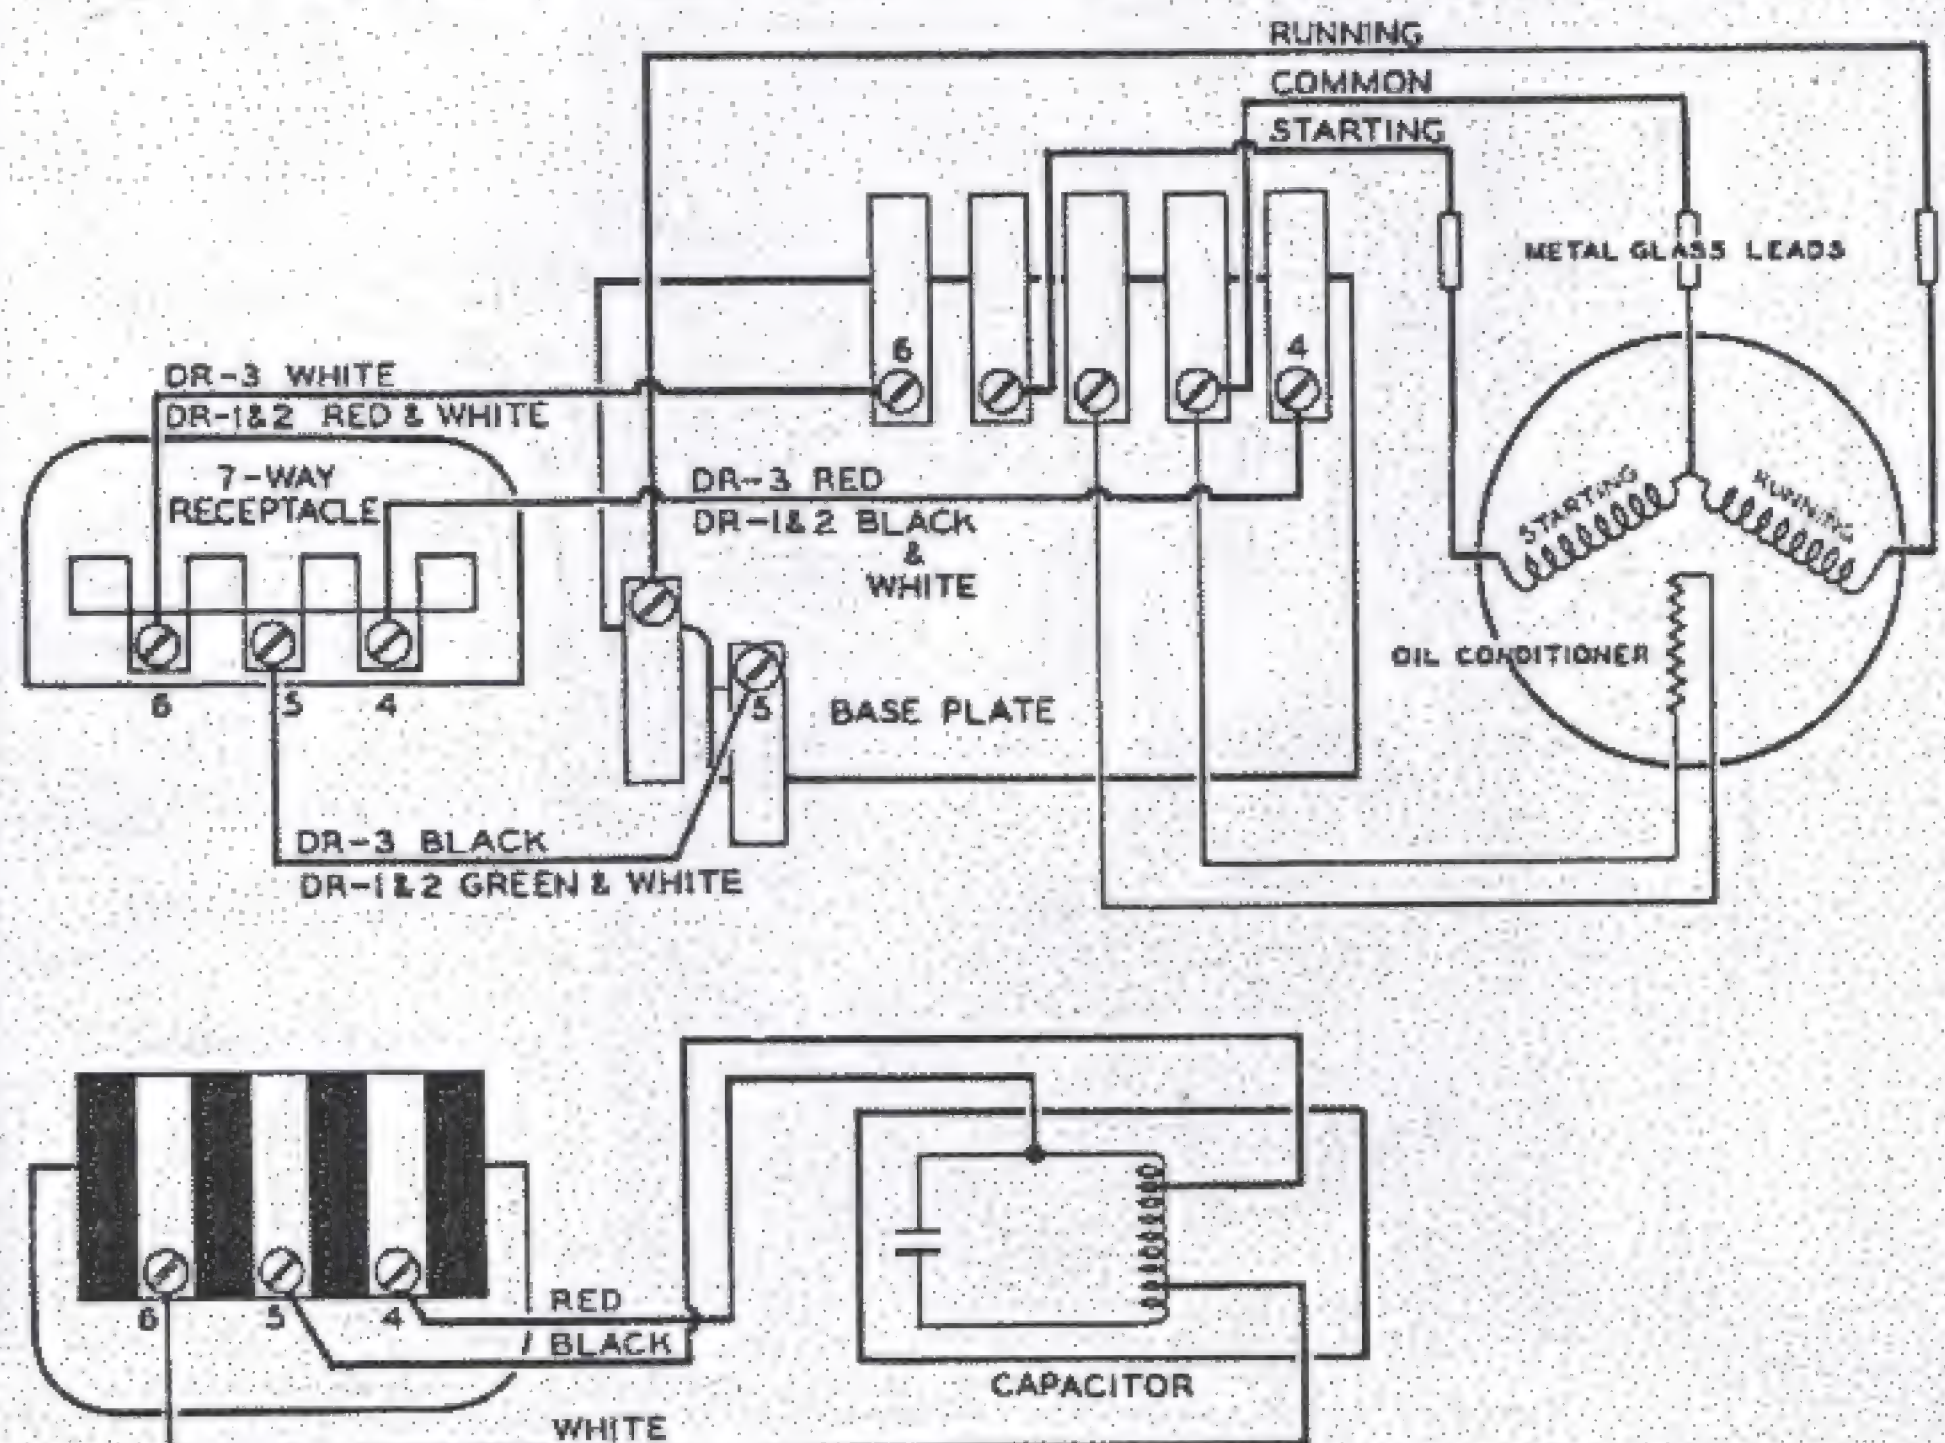 RUNNING
COMMON
STARTING
METAL GLASS LEADS
6
4
DR-3 WHITE
DR-1&2 RED & WHITE
7-WAY
RECEPTACLE
DR-3 RED
DR-1&2 BLACK
&
WHITE
STARTING
RUNNING
OIL CONDITIONER
6
5
4
5
BASE PLATE
DR-3 BLACK
DR-1&2 GREEN & WHITE
6
5
4
RED
BLACK
CAPACITOR
WHITE